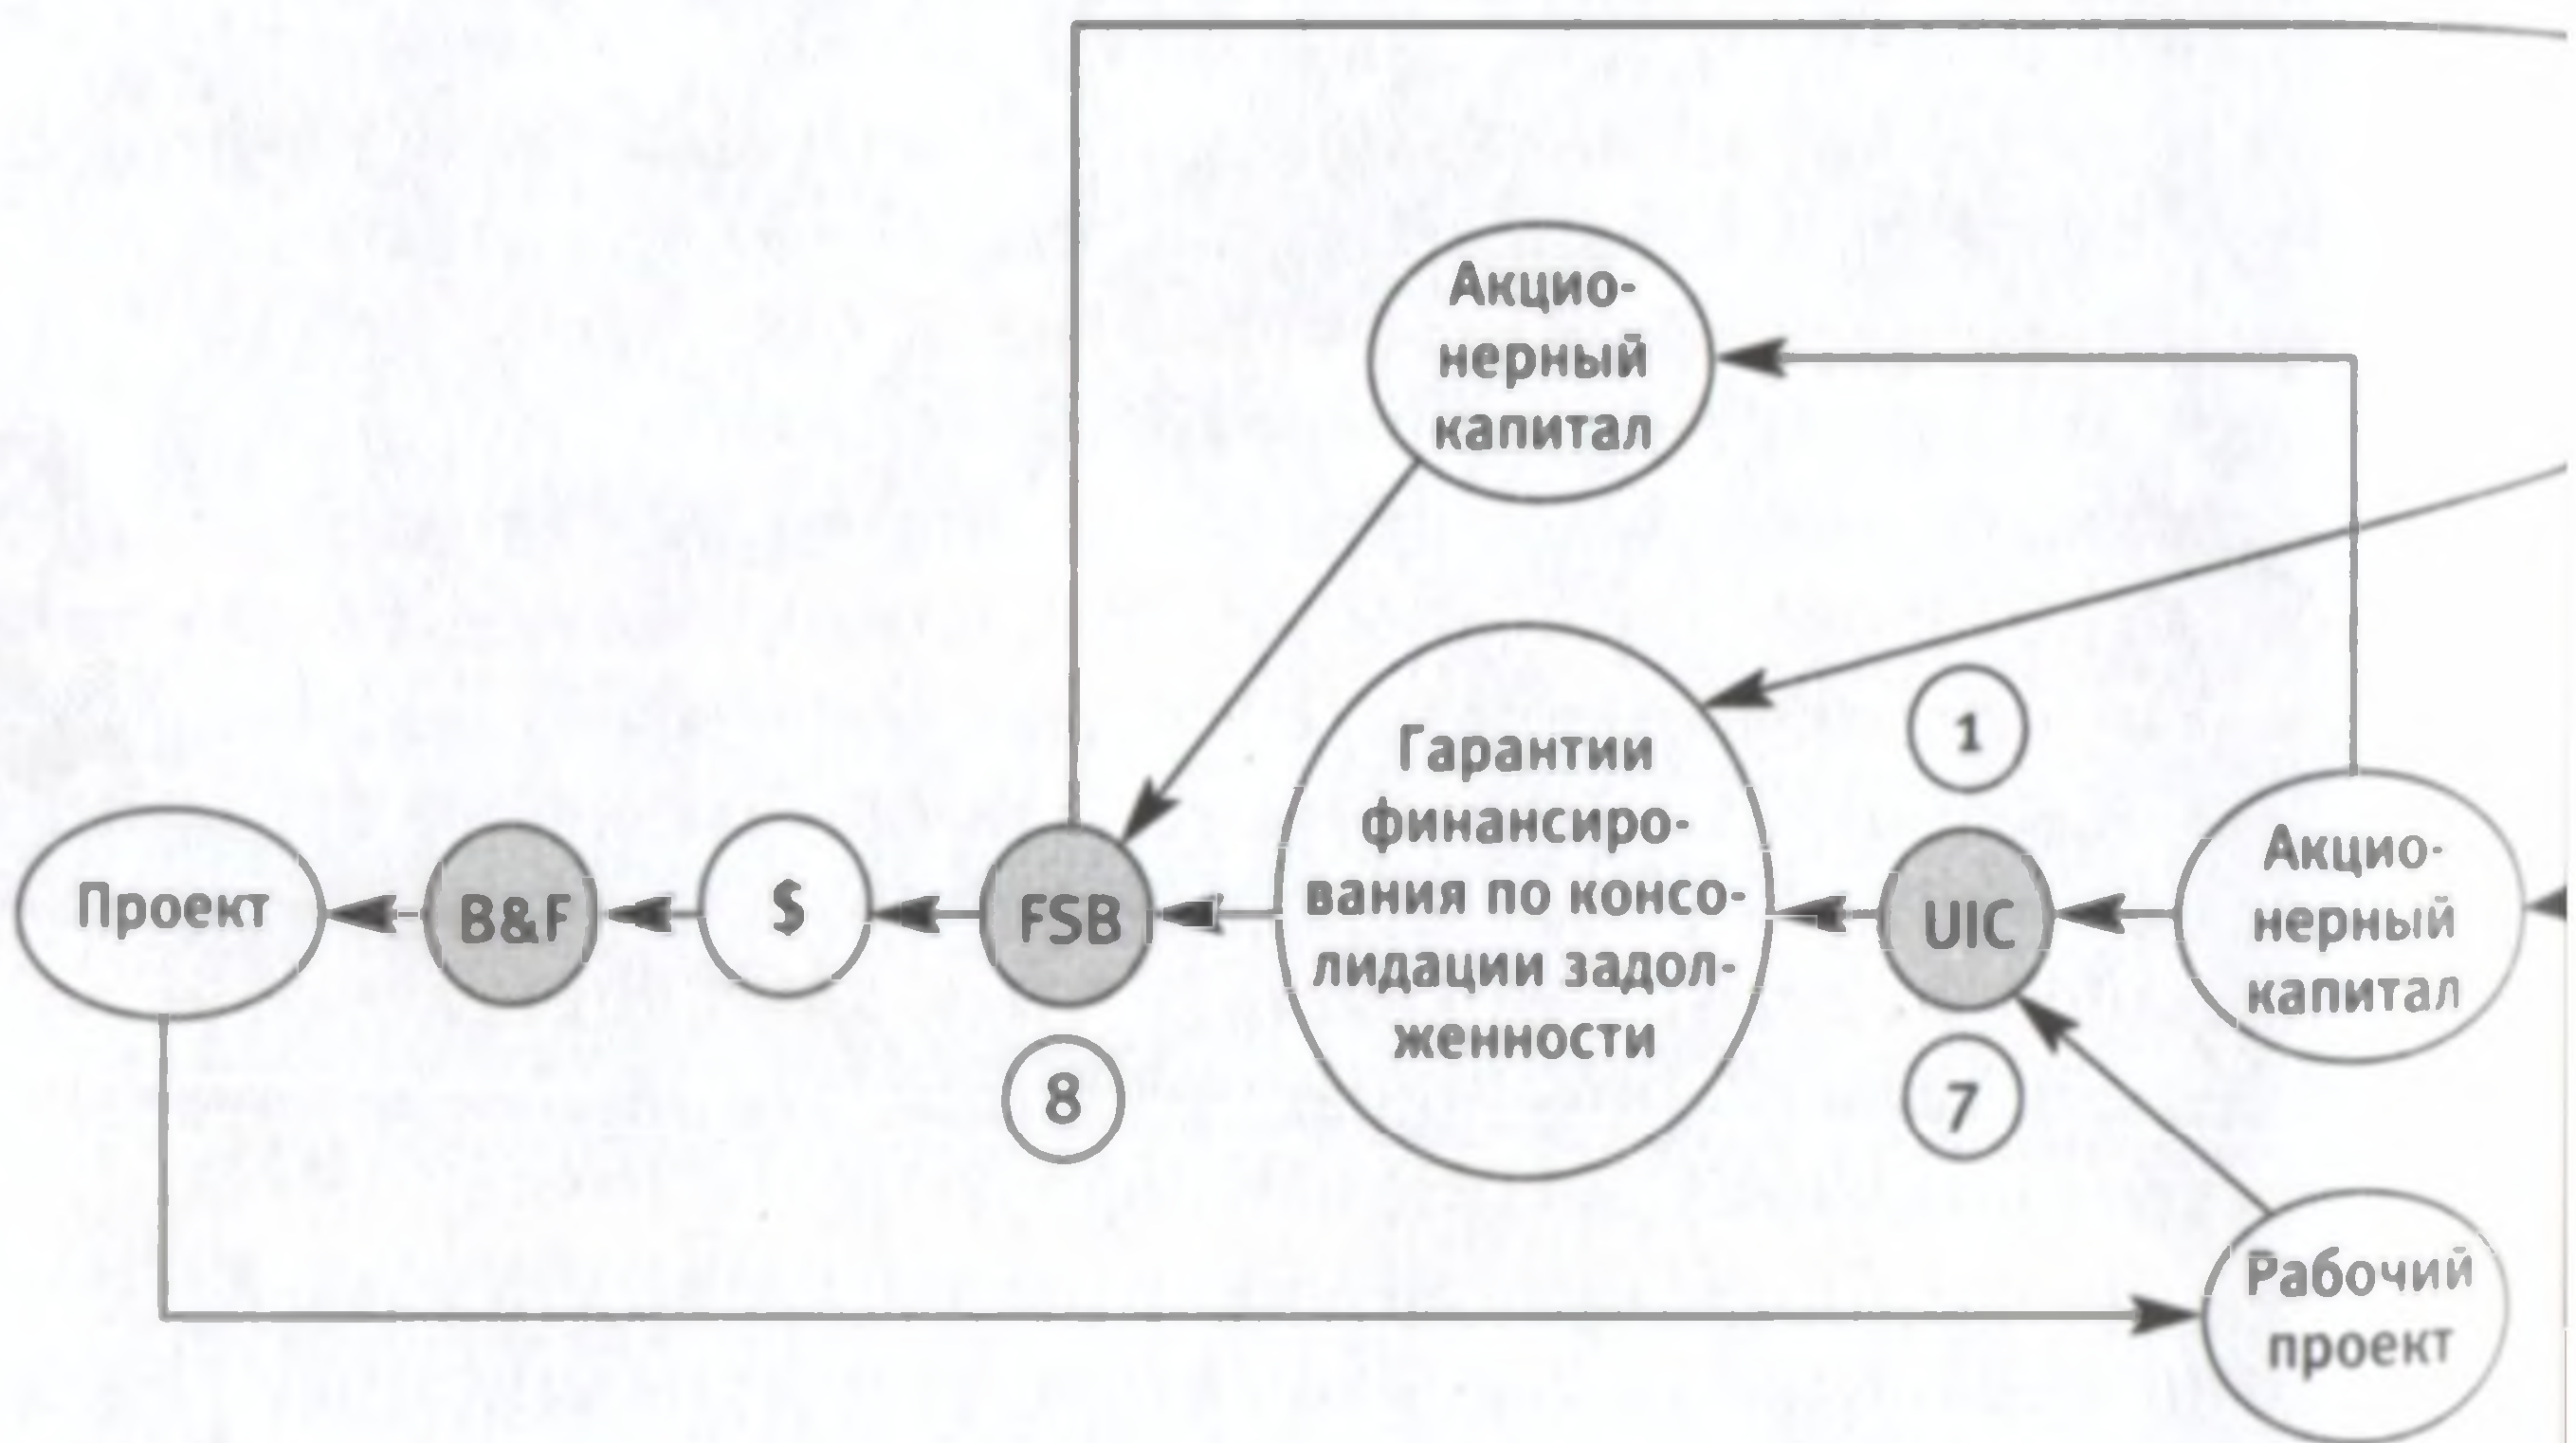 Акцио-
нерный
капитал
1
Гарантии
финансиро-
вания по консо-
лидации задол-
женности
Проект
B&F
$
FSB
UIC
Акцио-
нерный
капитал
8
7
Рабочий
проект